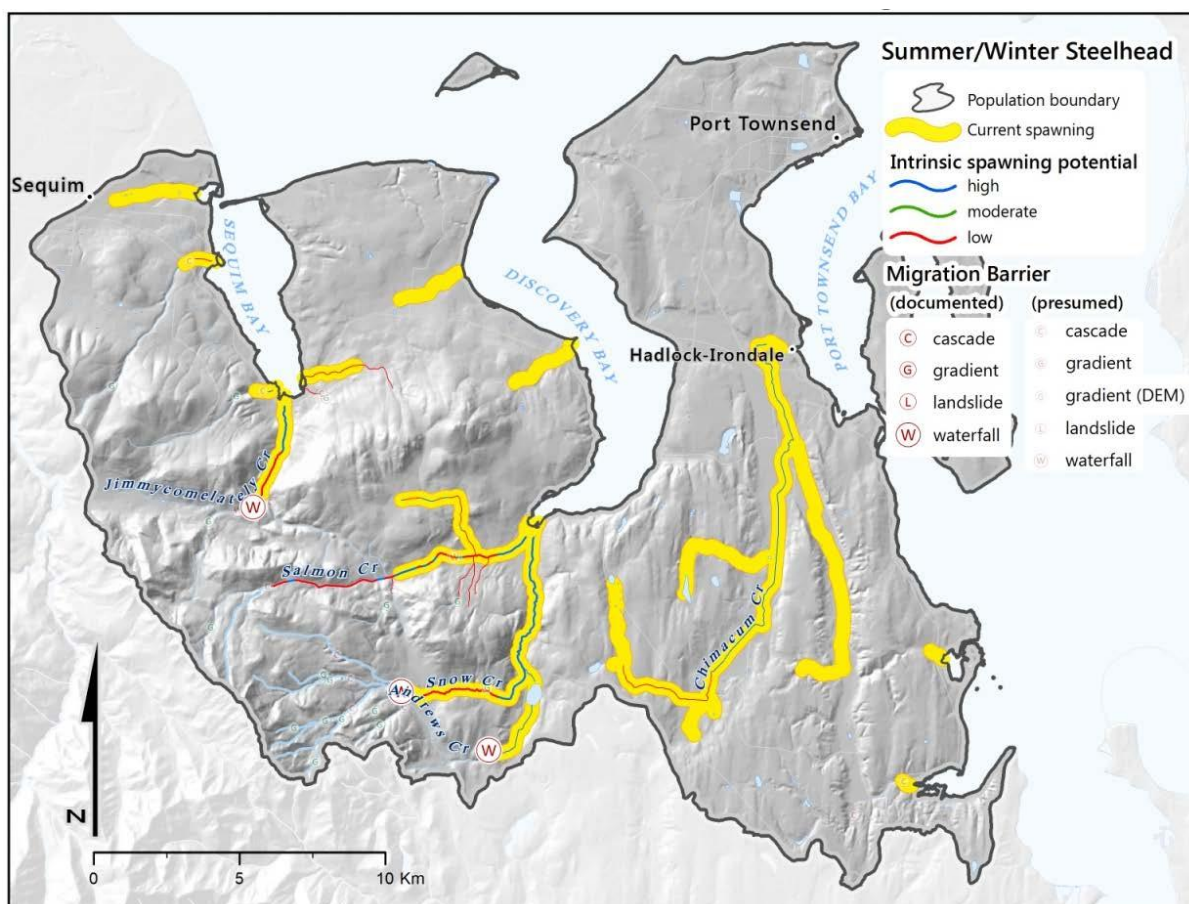 Summer/Winter Steelhead
Population boundary
Current spawning
Intrinsic spawning potential
high
moderate
low
Migration Barrier
(documented)
(presumed)
C cascade
C cascade
G gradient
G gradient
L landslide
G gradient (DEM)
W waterfall
L landslide
W waterfall
Port Townsend
Sequim
SEQUIM BAY
DISCOVERY BAY
PORT TOWNSEND BAY
Hadlock-Irondale
Jimmycomelately Cr
W
Salmon Cr
Chimacum Cr
Snow Cr
Andrews Cr
W
N
0 5 10 Km